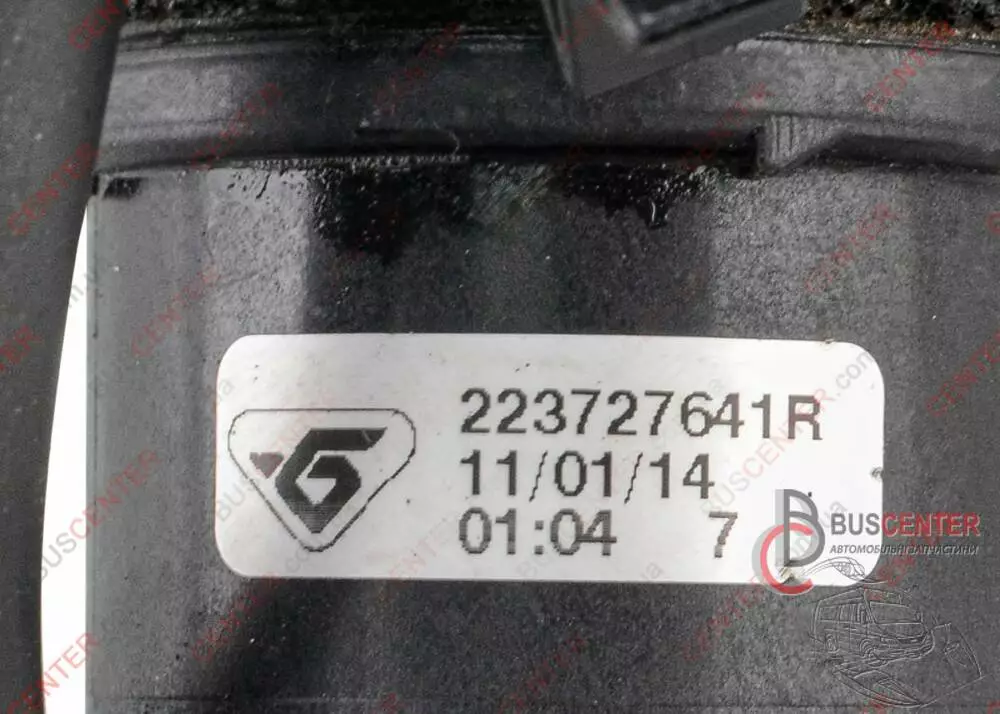 223727641R
11/01/14
01:04 7
BUSCENTER
АВТОМОБІЛЬНІ ЗАПЧАСТИНИ